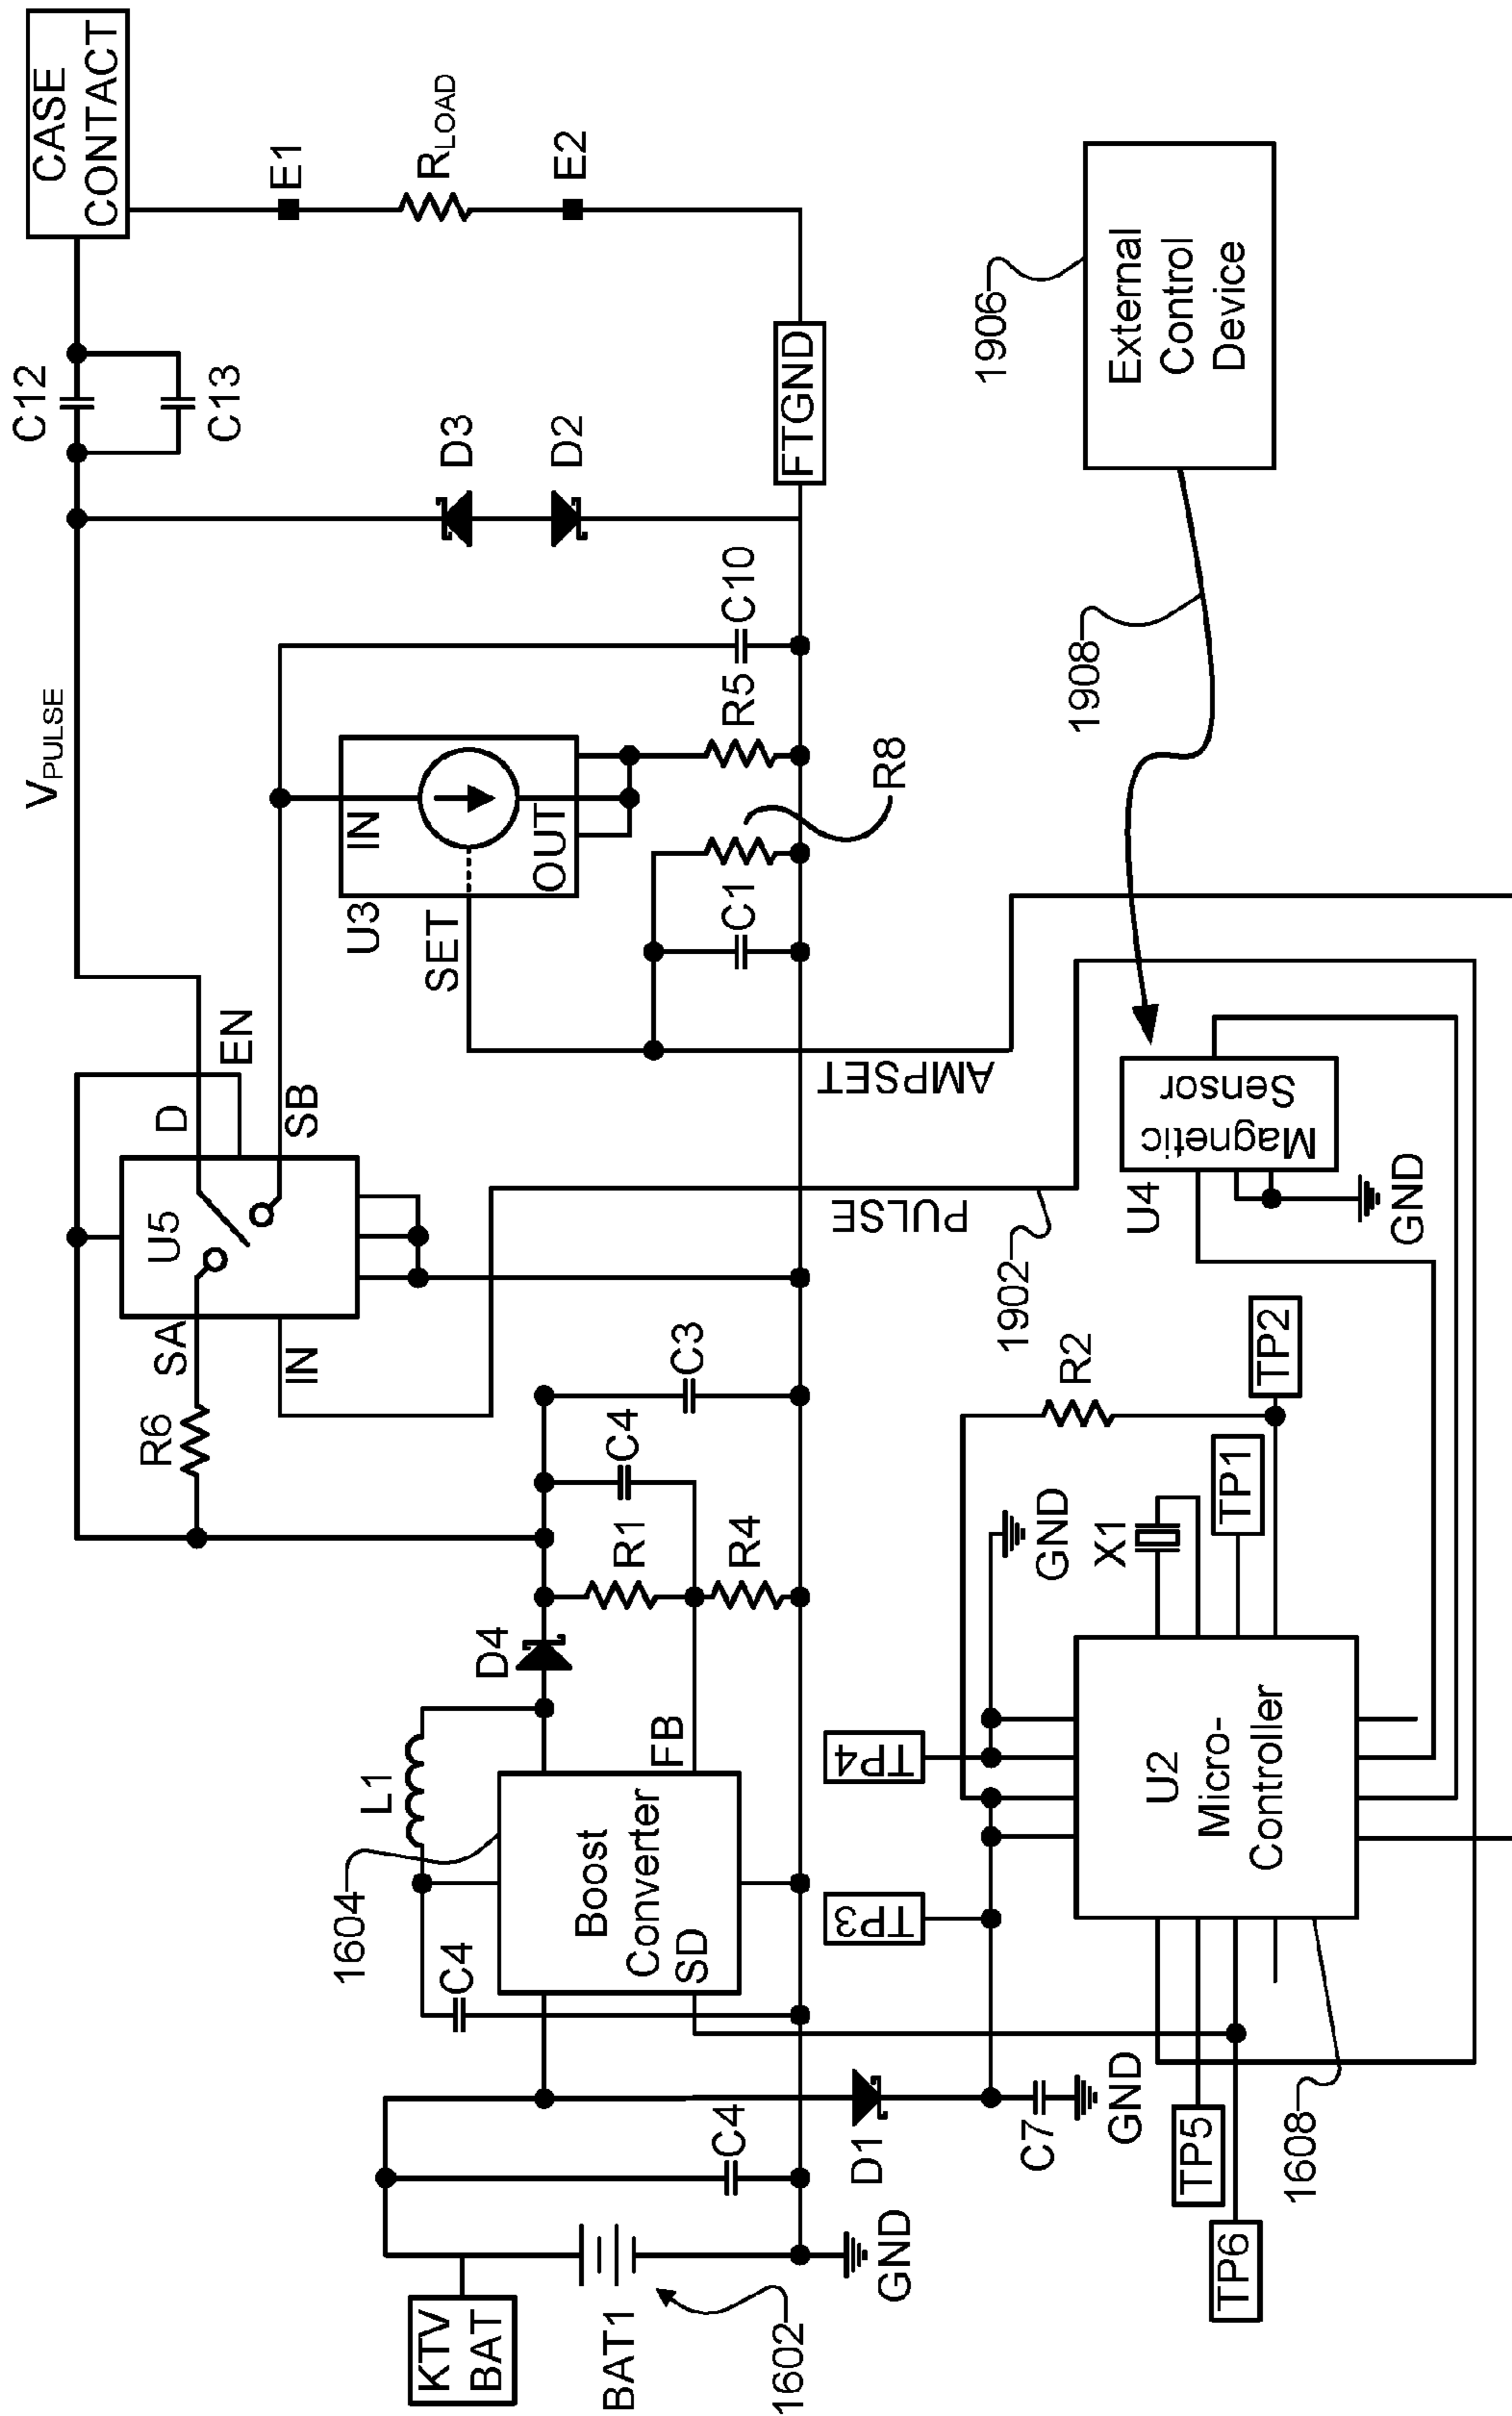 CASE
CONTACT
C12
C13
VPULSE
E1
RLOAD
E2
D3
D2
FTGND
C10
R5
R8
C1
U3
IN
OUT
SET
AMPSET
EN
D
SB
U5
SA
IN
R6
PULSE
1902
C3
C4
R1
R4
D4
L1
FB
1604
Boost
Converter
SD
C4
C4
KTV
BAT
BAT1
1602
GND
D1
C7
GND
TP3
TP4
GND
R2
TP2
TP1
X1
U2
Micro-
Controller
TP5
TP6
1608
U4
Magnetic
Sensor
GND
1908
1906
External
Control
Device